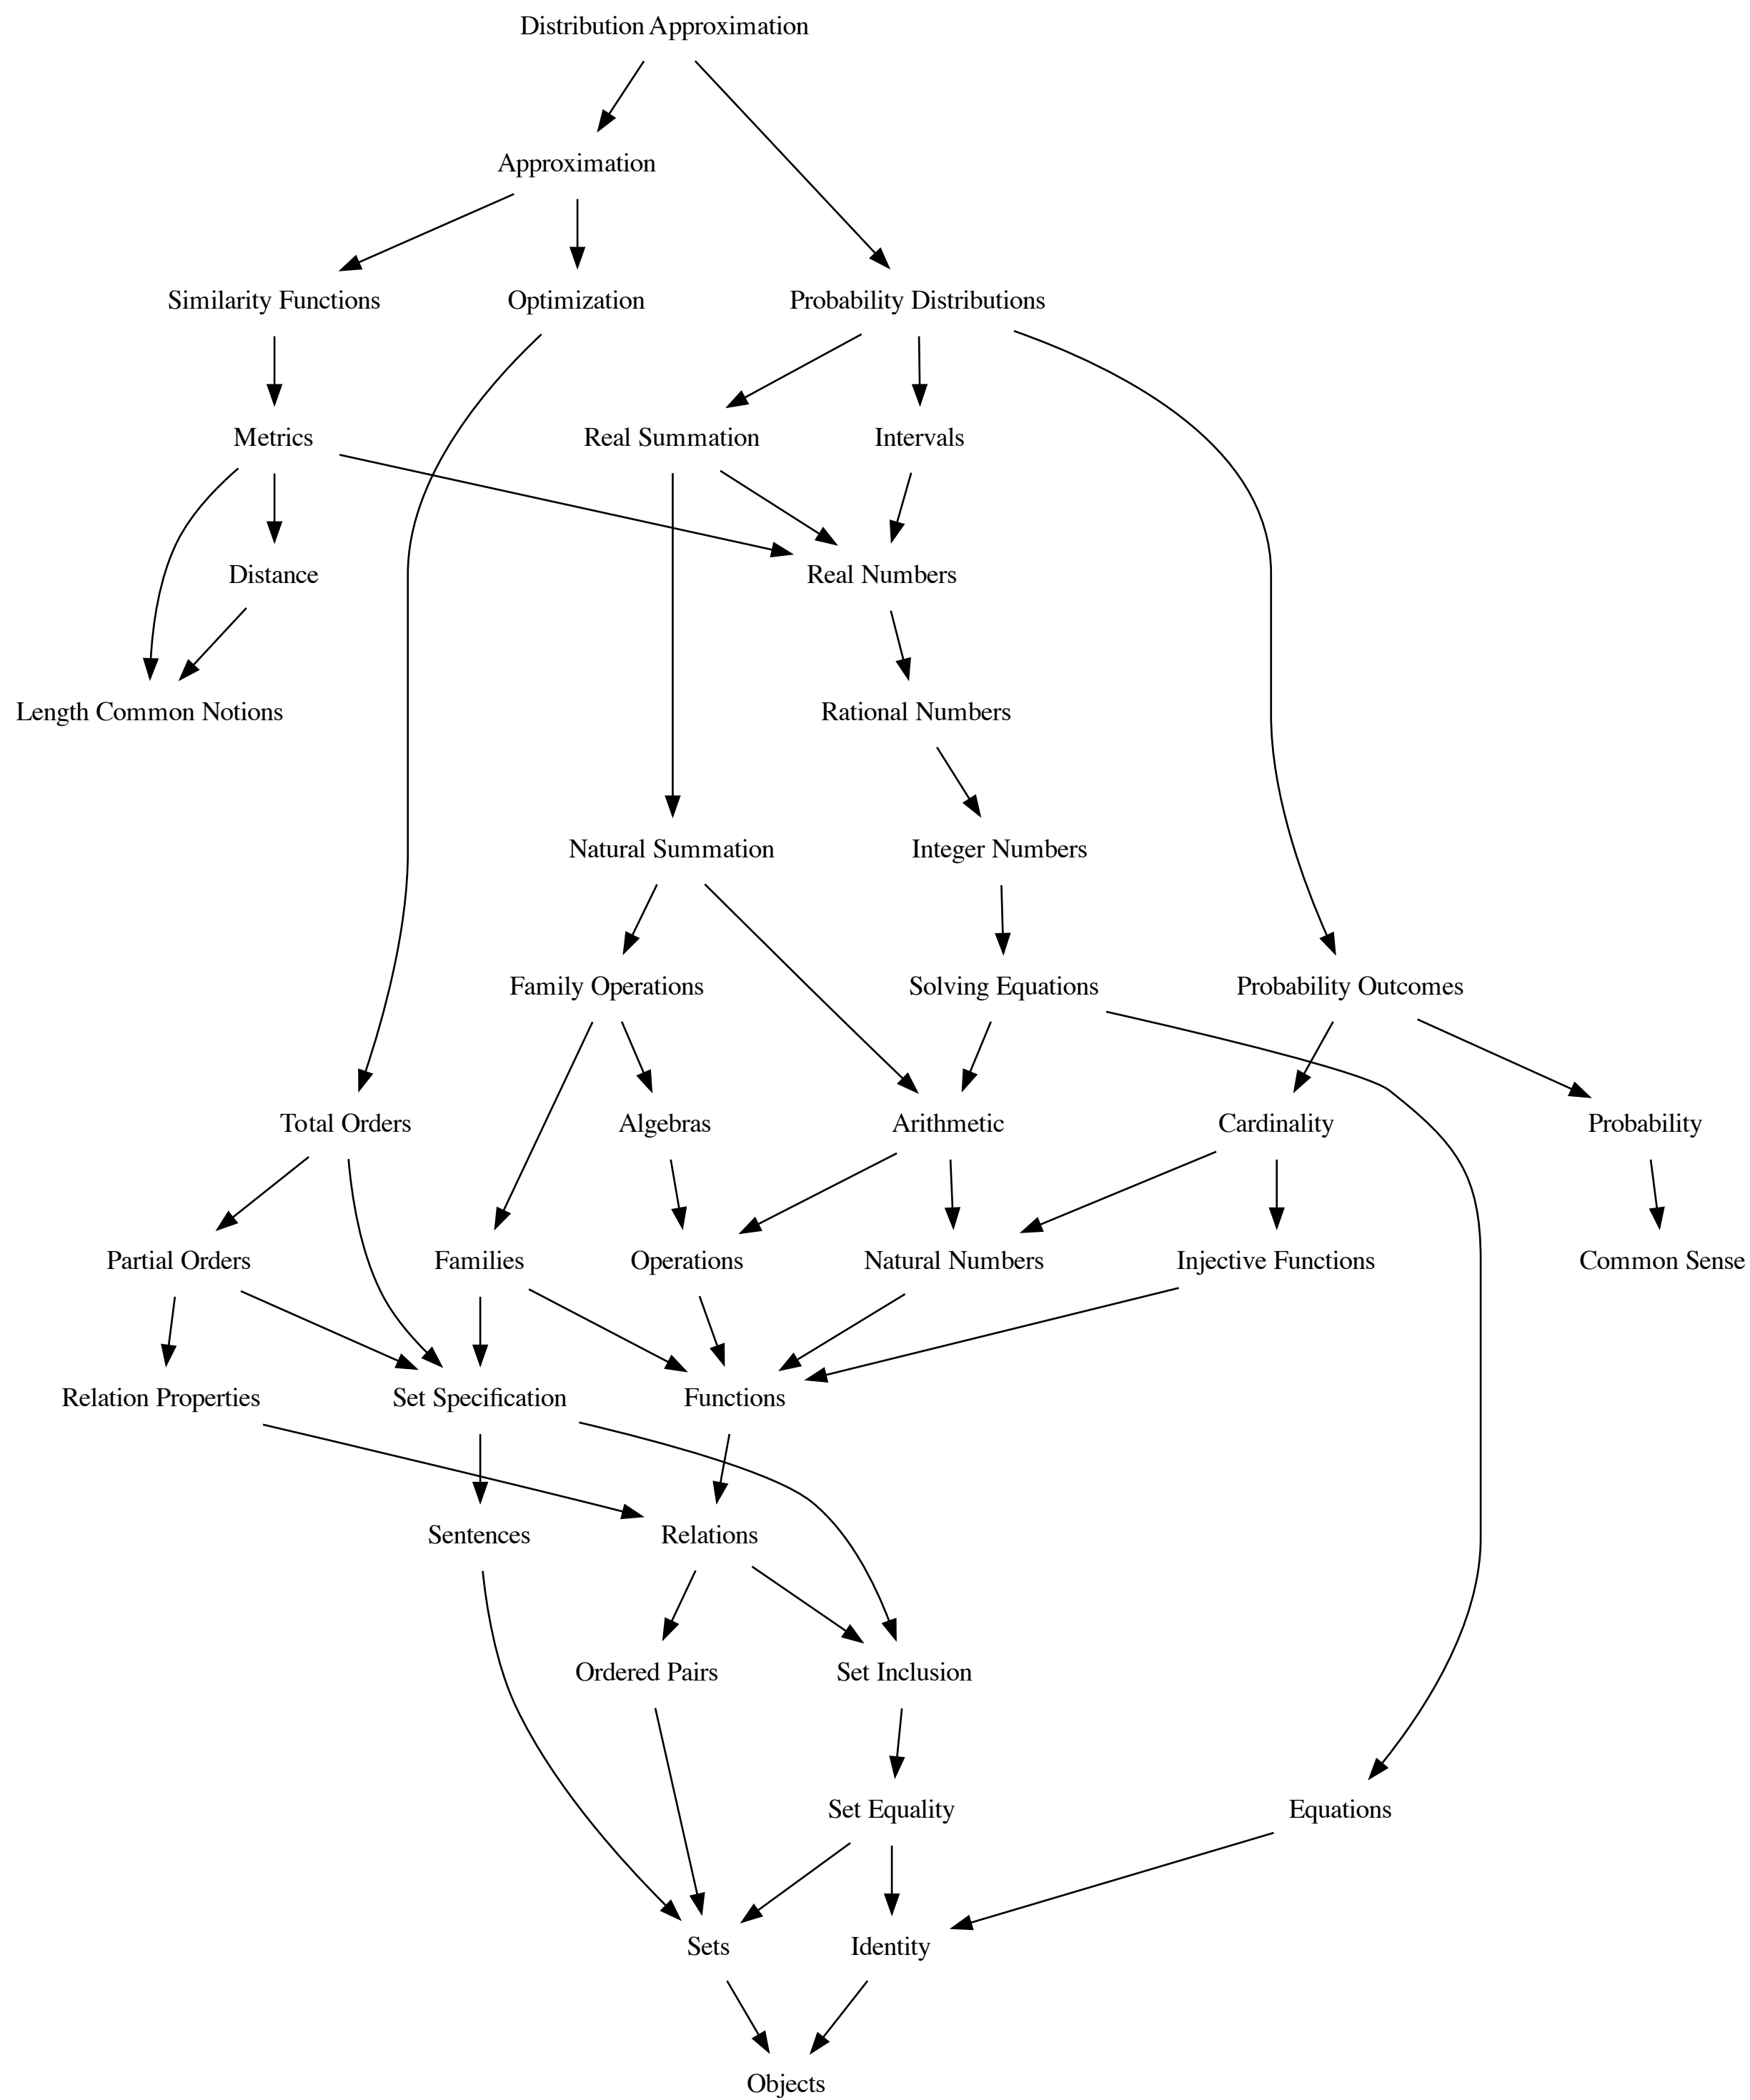 Distribution Approximation
Approximation
Similarity Functions
Optimization
Probability Distributions
Metrics
Real Summation
Intervals
Distance
Real Numbers
Length Common Notions
Rational Numbers
Natural Summation
Integer Numbers
Family Operations
Solving Equations
Probability Outcomes
Total Orders
Algebras
Arithmetic
Cardinality
Probability
Partial Orders
Families
Operations
Natural Numbers
Injective Functions
Common Sense
Relation Properties
Set Specification
Functions
Sentences
Relations
Ordered Pairs
Set Inclusion
Set Equality
Equations
Sets
Identity
Objects